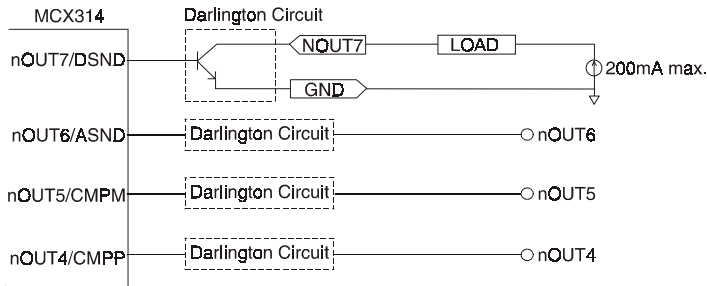 MCX314
Darlington Circuit
nOUT7/DSND
NOUT7
LOAD
200mA max.
GND
nOUT6/ASND
Darlington Circuit
nOUT6
nOUT5/CMPM
Darlington Circuit
nOUT5
nOUT4/CMPP
Darlington Circuit
nOUT4